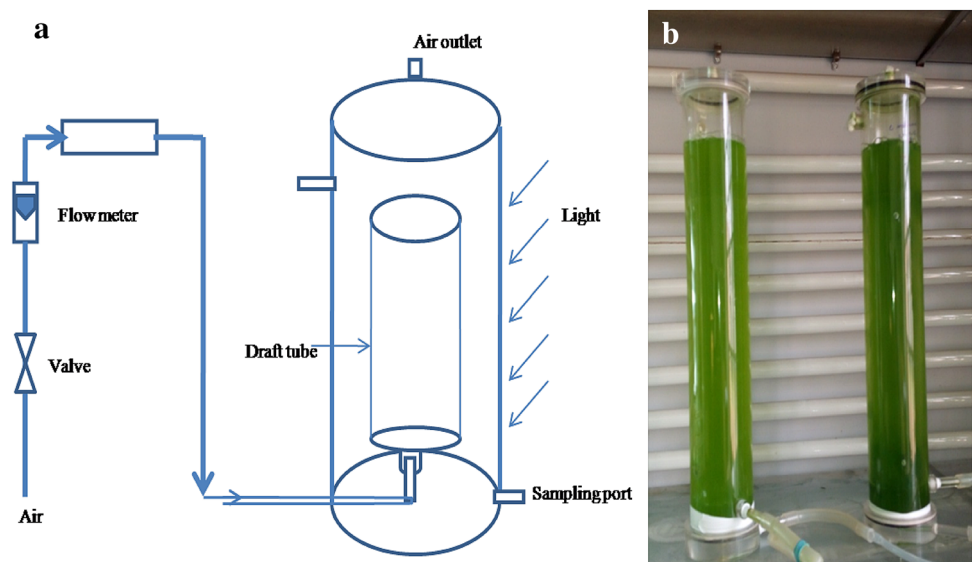 a
Air outlet
b
Flow meter
Light
Draft tube
Valve
Sampling port
Air